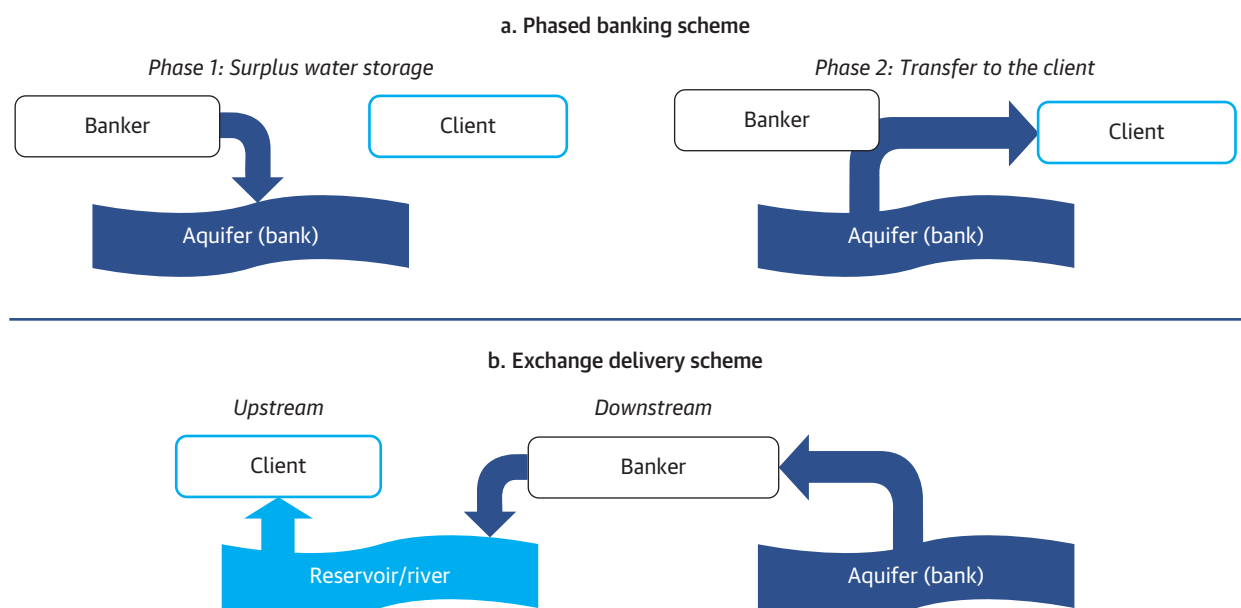 a. Phased banking scheme
Phase 1: Surplus water storage
Phase 2: Transfer to the client
Banker
Client
Banker
Client
Aquifer (bank)
Aquifer (bank)
b. Exchange delivery scheme
Upstream
Downstream
Client
Banker
Reservoir/river
Aquifer (bank)